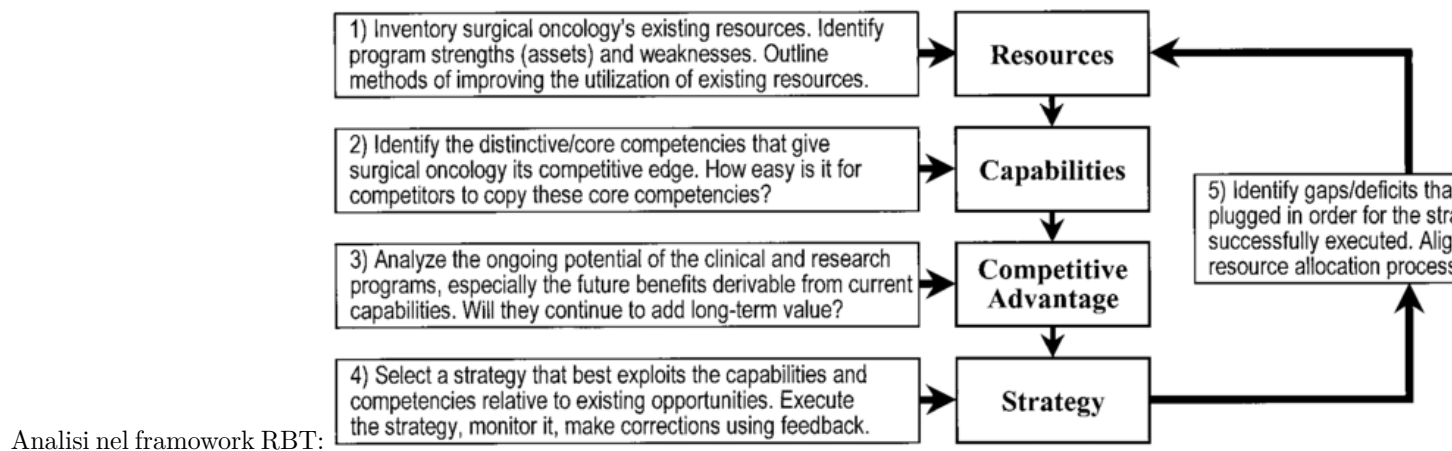 1) Inventory surgical oncology's existing resources. Identify
program strengths (assets) and weaknesses. Outline
methods of improving the utilization of existing resources.
Resources
2) Identify the distinctive/core competencies that give
surgical oncology its competitive edge. How easy is it for
competitors to copy these core competencies?
Capabilities
5) Identify gaps/deficits tha
plugged in order for the stra
successfully executed. Alig
resource allocation process
3) Analyze the ongoing potential of the clinical and research
programs, especially the future benefits derivable from current
capabilities. Will they continue to add long-term value?
Competitive
Advantage
4) Select a strategy that best exploits the capabilities and
competencies relative to existing opportunities. Execute
the strategy, monitor it, make corrections using feedback.
Strategy
Analisi nel framowork RBT: